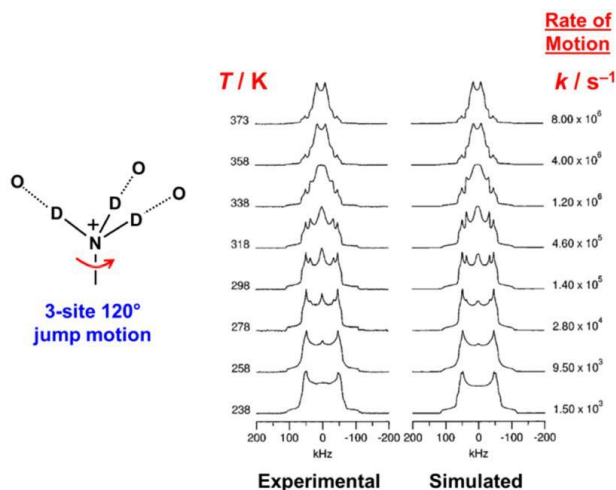 Rate of
Motion
T / K
k / s⁻¹
373
8.00 x 10⁶
358
4.00 x 10⁶
338
1.20 x 10⁶
318
4.60 x 10⁵
298
1.40 x 10⁵
278
2.80 x 10⁴
258
9.50 x 10³
238
1.50 x 10³
O
O
O
D
D
D
+
N
3-site 120°
jump motion
200 100 0 -100 -200
200 100 0 -100 -200
kHz
kHz
Experimental
Simulated